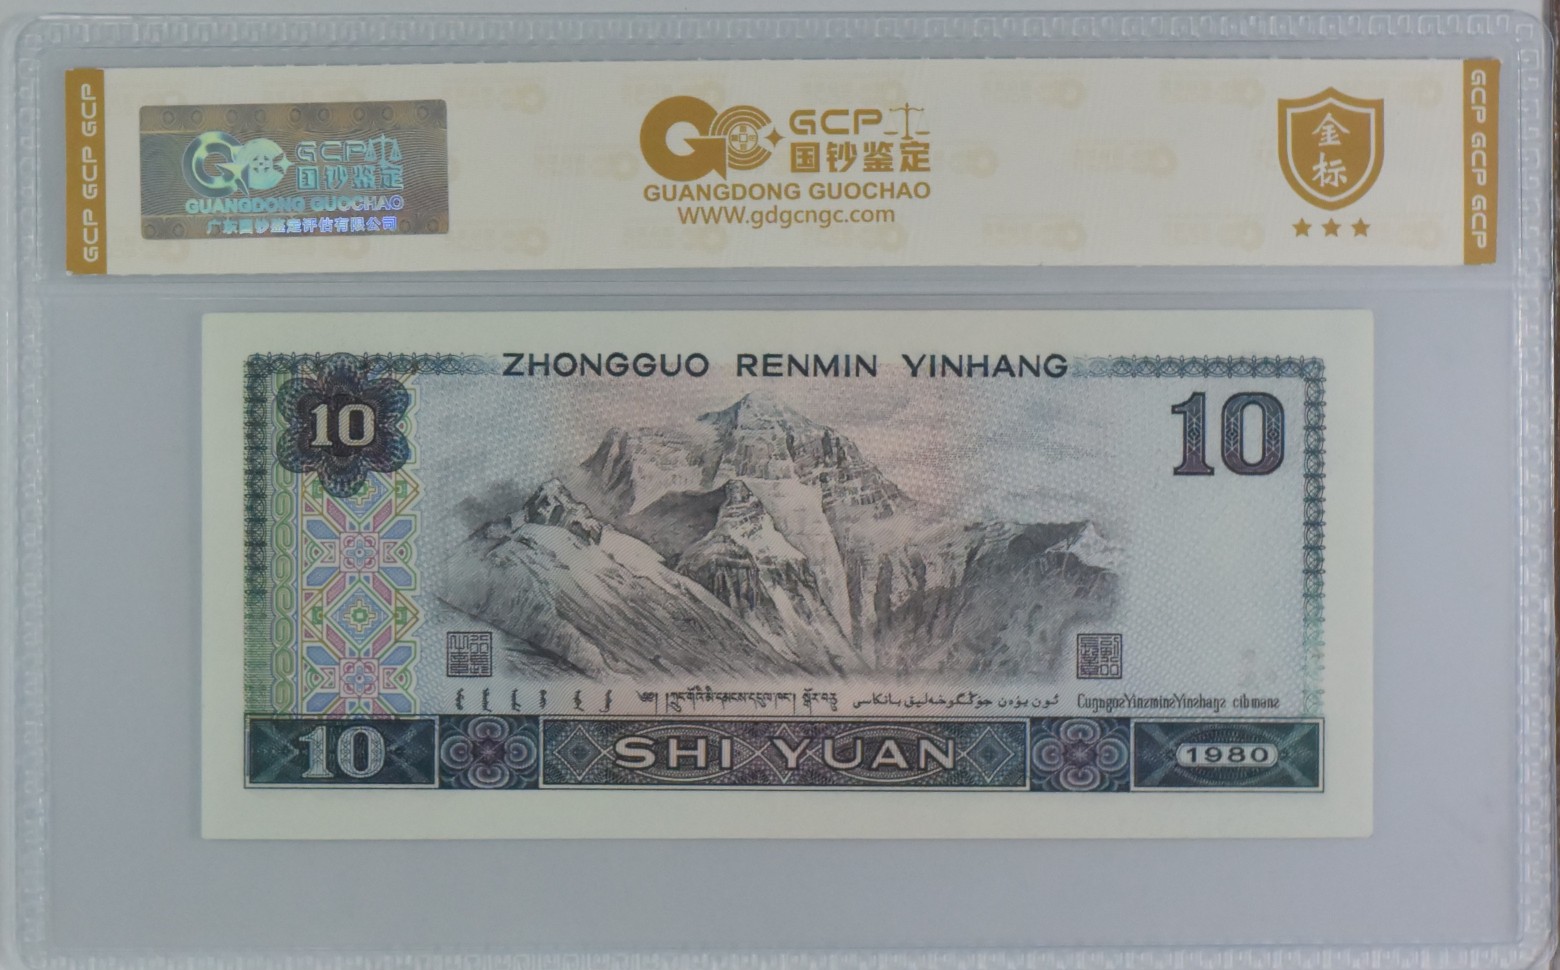 GCP GCP GCP
GCP
国钞鉴定
GUANGDONG GUOCHAO
广东国钞鉴定评估有限公司
GCP
国钞鉴定
GUANGDONG GUOCHAO
WWW.gdgcngc.com
金标
GCP GCP GCP
ZHONGGUO RENMIN YINHANG
10
10
10
SHI YUAN
1980